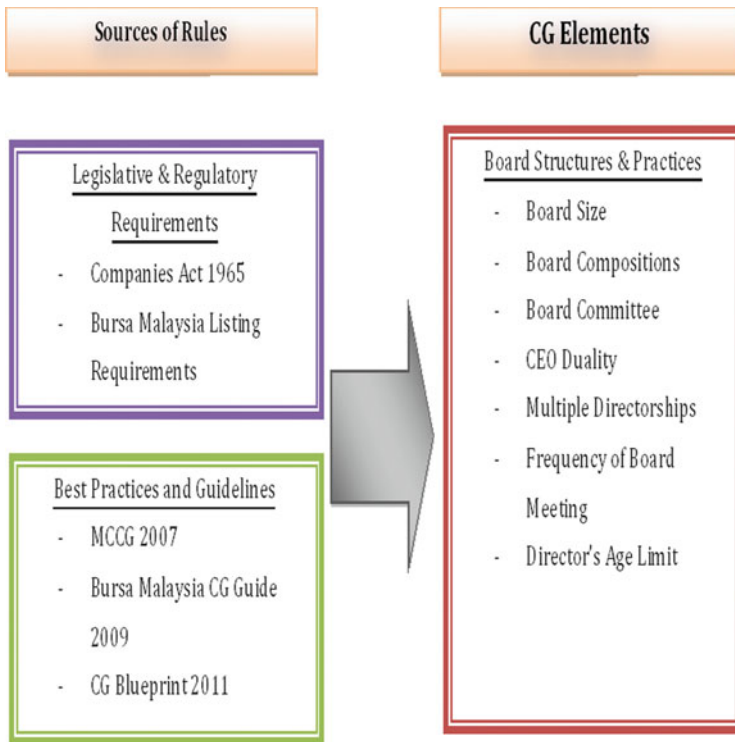 Sources of Rules
Legislative & Regulatory
Requirements
- Companies Act 1965
- Bursa Malaysia Listing
Requirements
Best Practices and Guidelines
- MCCG 2007
- Bursa Malaysia CG Guide
2009
- CG Blueprint 2011
CG Elements
Board Structures & Practices
- Board Size
- Board Compositions
- Board Committee
- CEO Duality
- Multiple Directorships
- Frequency of Board
Meeting
- Director's Age Limit